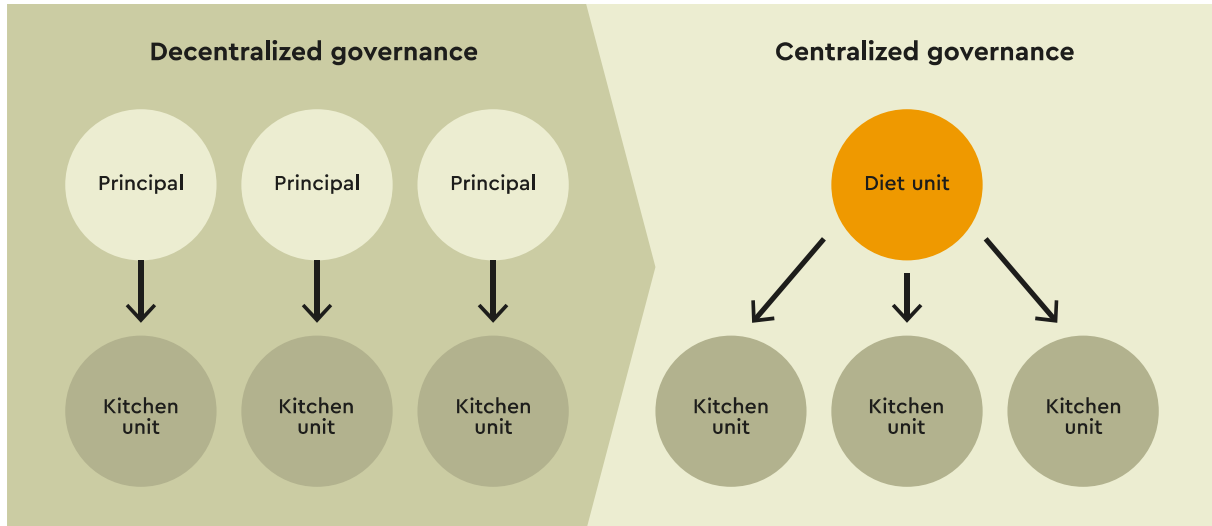 Decentralized governance
Centralized governance
Principal
Principal
Principal
Diet unit
Kitchen
unit
Kitchen
unit
Kitchen
unit
Kitchen
unit
Kitchen
unit
Kitchen
unit